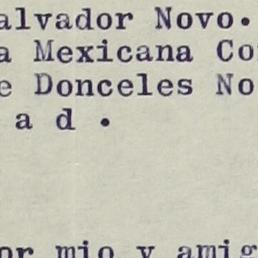 alvador Novo.
a Mexicana Co
e Donceles No
a d .
or mio y amig